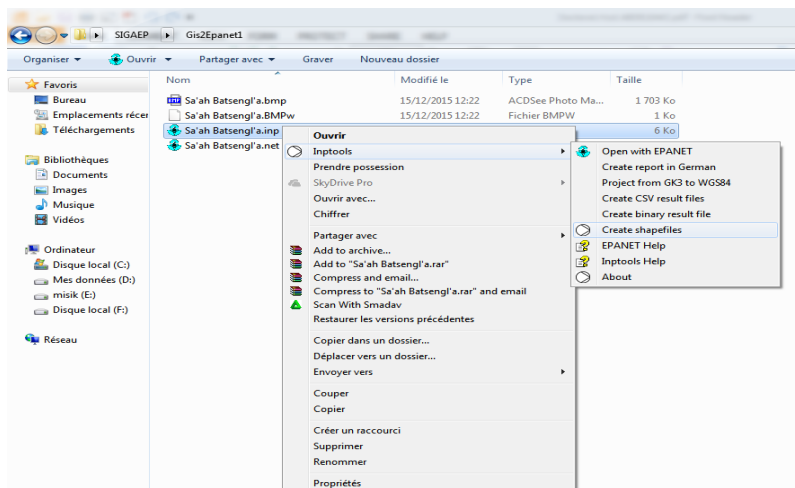 SIGAEP ▸ Gis2Epanet1
Organiser Ouvrir Partager avec Graver Nouveau dossier
Nom Modifié le Type Taille
Favoris
Bureau
Emplacements récer
Téléchargements
Bibliothèques
Documents
Images
Musique
Vidéos
Ordinateur
Disque local (C:)
Mes données (D:)
misik (E:)
Disque local (F:)
Réseau
Sa'ah Batsengl'a.bmp 15/12/2015 12:22 ACDSee Photo Ma... 1 703 Ko
Sa'ah Batsengl'a.BMPw 15/12/2015 12:22 Fichier BMPW 1 Ko
Sa'ah Batsengl'a.inp 6 Ko
Sa'ah Batsengl'a.net
Ouvrir
Inptools
Prendre possession
SkyDrive Pro
Ouvrir avec...
Chiffrer
Partager avec
Add to archive...
Add to "Sa'ah Batsengl'a.rar"
Compress and email...
Compress to "Sa'ah Batsengl'a.rar" and email
Scan With Smadav
Restaurer les versions précédentes
Copier dans un dossier...
Déplacer vers un dossier...
Envoyer vers
Couper
Copier
Créer un raccourci
Supprimer
Renommer
Propriétés
Open with EPANET
Create report in German
Project from GK3 to WGS84
Create CSV result files
Create binary result file
Create shapefiles
EPANET Help
Inptools Help
About